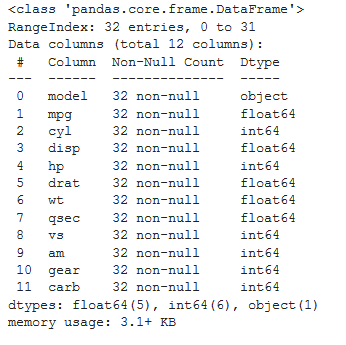 <class 'pandas.core.frame.DataFrame'>
RangeIndex: 32 entries, 0 to 31
Data columns (total 12 columns):
 #   Column  Non-Null Count  Dtype
---  ------  --------------  -----
 0   model   32 non-null     object
 1   mpg     32 non-null     float64
 2   cyl     32 non-null     int64
 3   disp    32 non-null     float64
 4   hp      32 non-null     int64
 5   drat    32 non-null     float64
 6   wt      32 non-null     float64
 7   qsec    32 non-null     float64
 8   vs      32 non-null     int64
 9   am      32 non-null     int64
 10  gear    32 non-null     int64
 11  carb    32 non-null     int64
dtypes: float64(5), int64(6), object(1)
memory usage: 3.1+ KB